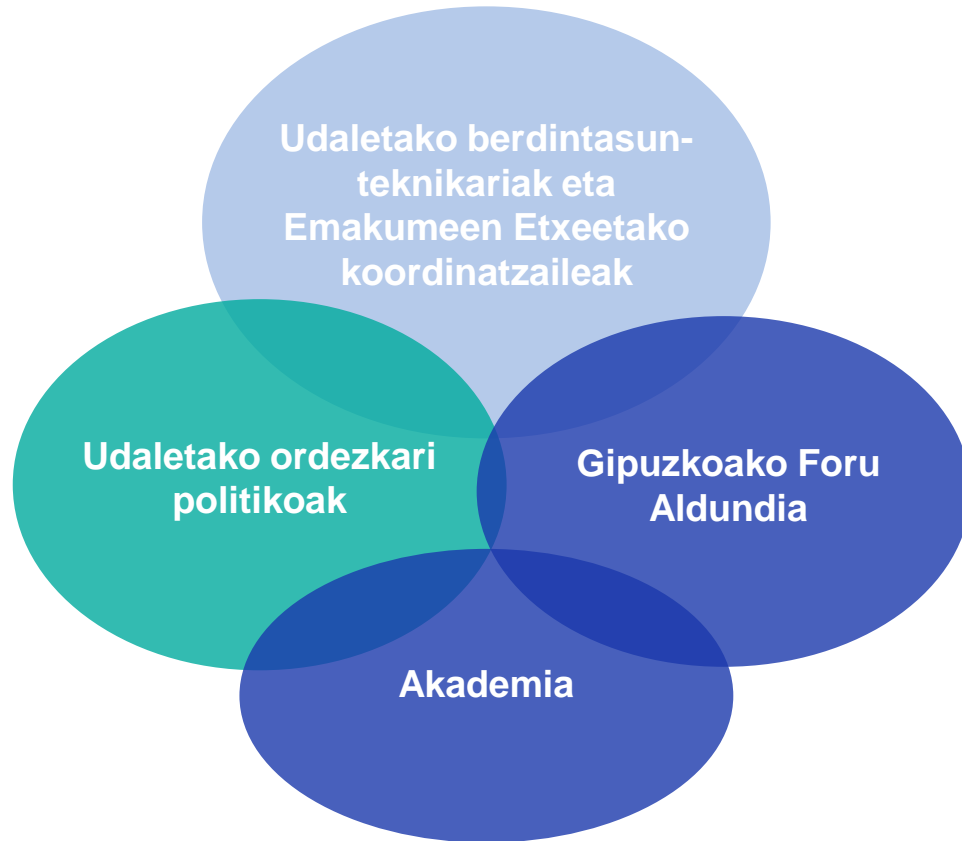 Udaletako berdintasun-
teknikariak eta
Emakumeen Etxeetako
koordinatzaileak
Udaletako ordezkari
politikoak
Gipuzkoako Foru
Aldundia
Akademia